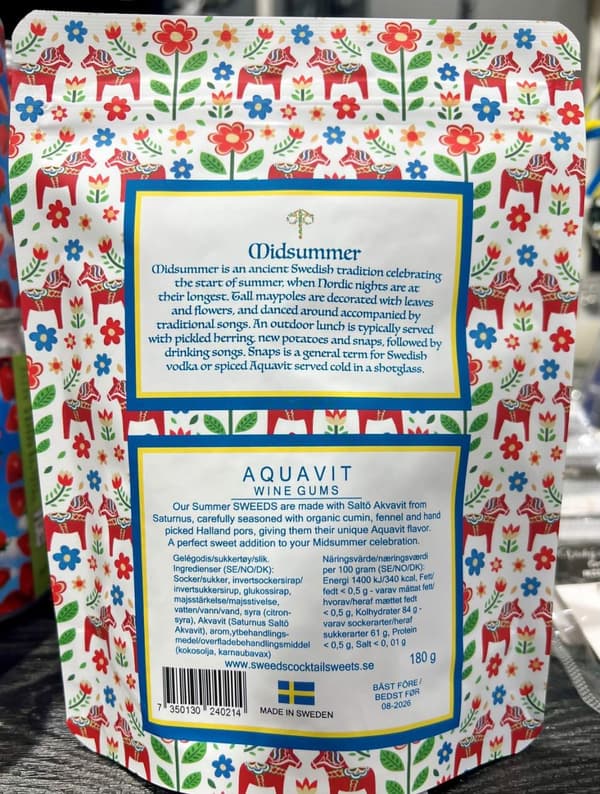 Midsummer
Midsummer is an ancient Swedish tradition celebrating
the start of summer, when Nordic nights are at
their longest. Tall maypoles are decorated with leaves
and flowers, and danced around accompanied by
traditional songs. An outdoor lunch is typically served
with pickled herring, new potatoes and snaps, followed by
drinking songs. Snaps is a general term for Swedish
vodka or spiced Aquavit served cold in a shotglass.
AQUAVIT
WINE GUMS
Our Summer SWEEDS are made with Saltö Akvavit from
Saturnus, carefully seasoned with organic cumin, fennel and hand
picked Halland pors, giving them their unique Aquavit flavor.
A perfect sweet addition to your Midsummer celebration.
Gelégodis/sukkertøy/slik.
Ingredienser (SE/NO/DK):
Socker/sukker, invertsockersirap/
invertsukkersirup, glukossirap,
majsstärkelse/majsstivelse,
vatten/vann/vand, syra (citron-
syra), Akvavit (Saturnus Saltö
Akvavit), arom,ytbehandlings-
medel/overfladebehandlingsmiddel
(kokosolja, karnaubavax)
Näringsvärde/næringsværdi
per 100 gram (SE/NO/DK):
Energi 1400 kJ/340 kcal, Fett/
fedt < 0,5 g - varav mättat fett/
hvorav/heraf mættet fedt
< 0,5 g, Kolhydrater 84 g -
varav sockerarter/heraf
sukkerarter 61 g, Protein
< 0,5 g, Salt < 0, 01 g
www.sweedscocktailsweets.se
180 g
7 350130 240214
MADE IN SWEDEN
BÄST FÖRE /
BEDST FØR
08-2026